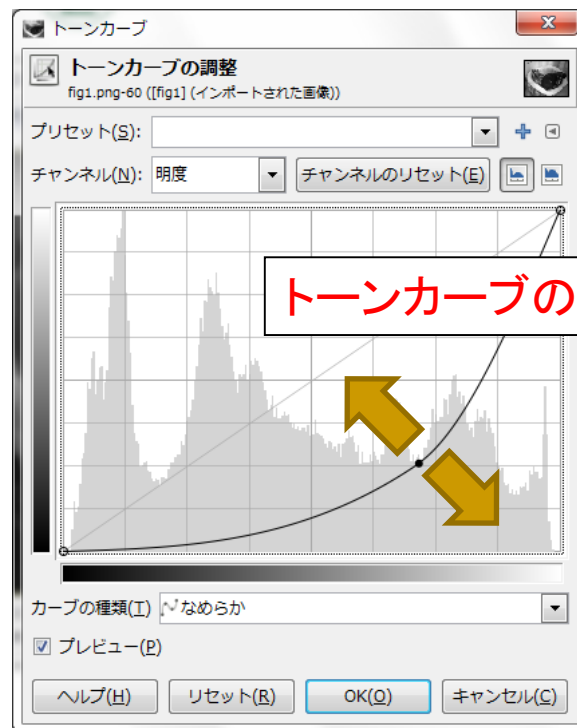 トーンカーブ
トーンカーブの調整
fig1.png-60 ([fig1] (インポートされた画像))
プリセット(S):
チャンネル(N): 明度 チャンネルのリセット(E)
トーンカーブの
カーブの種類(T) なめらか
プレビュー(P)
ヘルプ(H) リセット(R) OK(O) キャンセル(C)